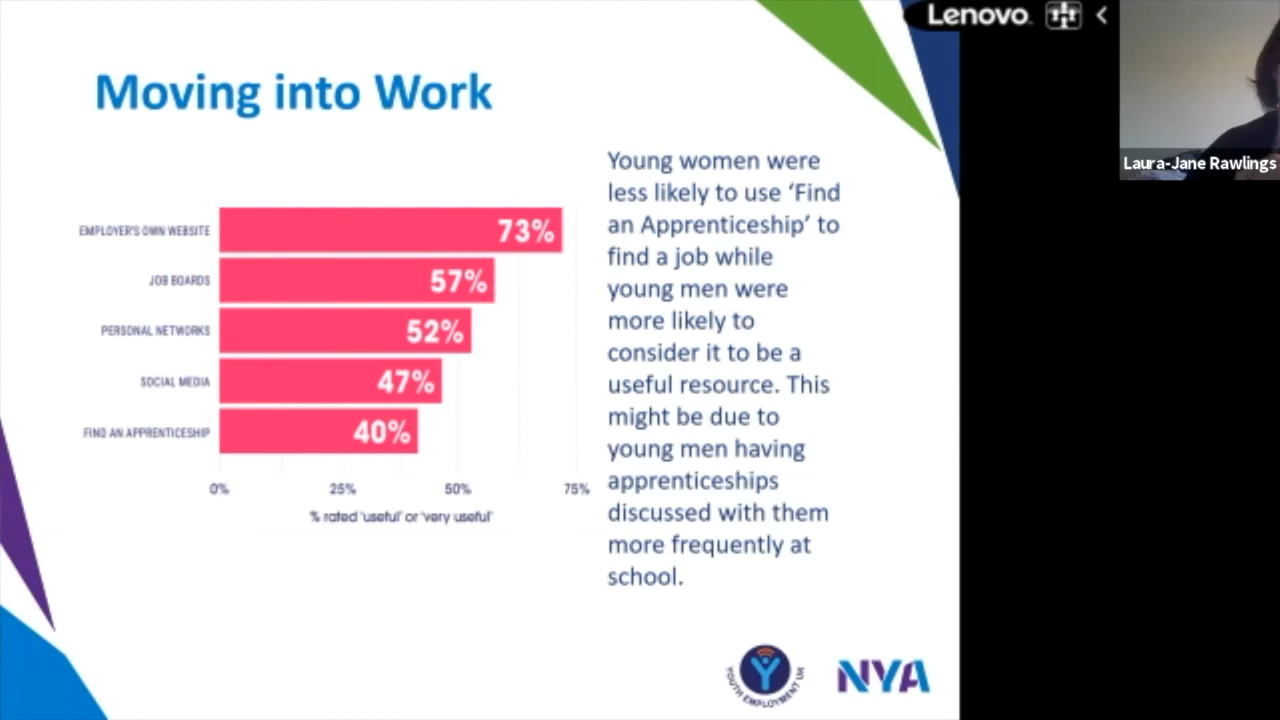 Lenovo
Laura-Jane Rawlings
Moving into Work
EMPLOYER'S OWN WEBSITE 73%
JOB BOARDS 57%
PERSONAL NETWORKS 52%
SOCIAL MEDIA 47%
FIND AN APPRENTICESHIP 40%
0% 25% 50% 75%
% rated 'useful' or 'very useful'
Young women were
less likely to use ‘Find
an Apprenticeship’ to
find a job while
young men were
more likely to
consider it to be a
useful resource. This
might be due to
young men having
apprenticeships
discussed with them
more frequently at
school.
YOUTH EMPLOYMENT UK
NYA